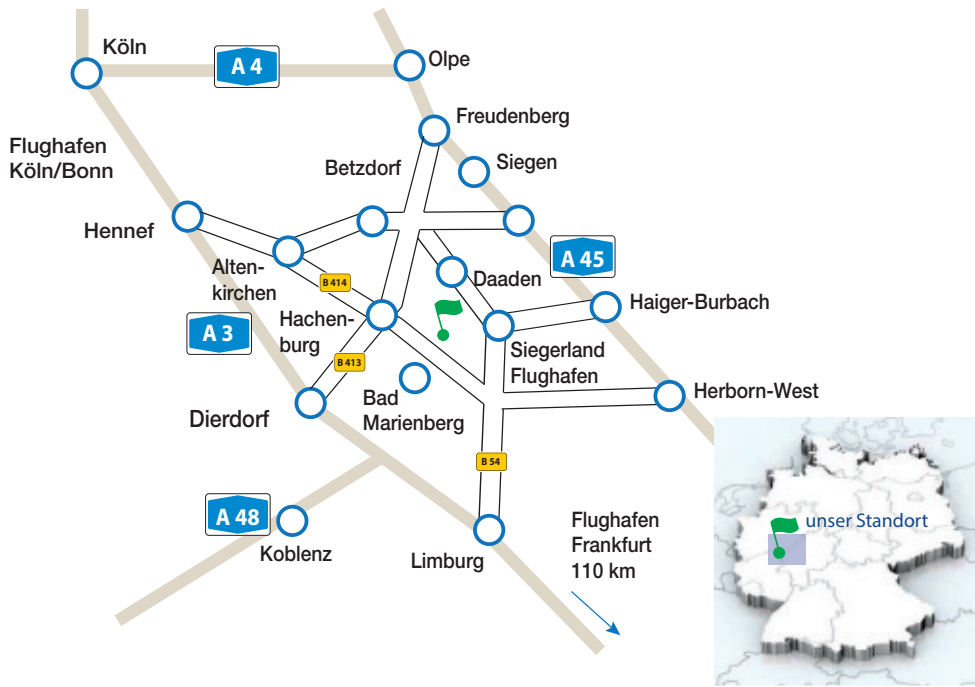 Köln
A 4
Olpe
Freudenberg
Flughafen
Köln/Bonn
Betzdorf
Siegen
Hennef
A 45
Alten-
kirchen
B 414
Daaden
Haiger-Burbach
A 3
Hachen-
burg
Siegerland
Flughafen
B 413
Bad
Marienberg
Herborn-West
Dierdorf
B 54
A 48
Koblenz
Limburg
Flughafen
Frankfurt
110 km
unser Standort